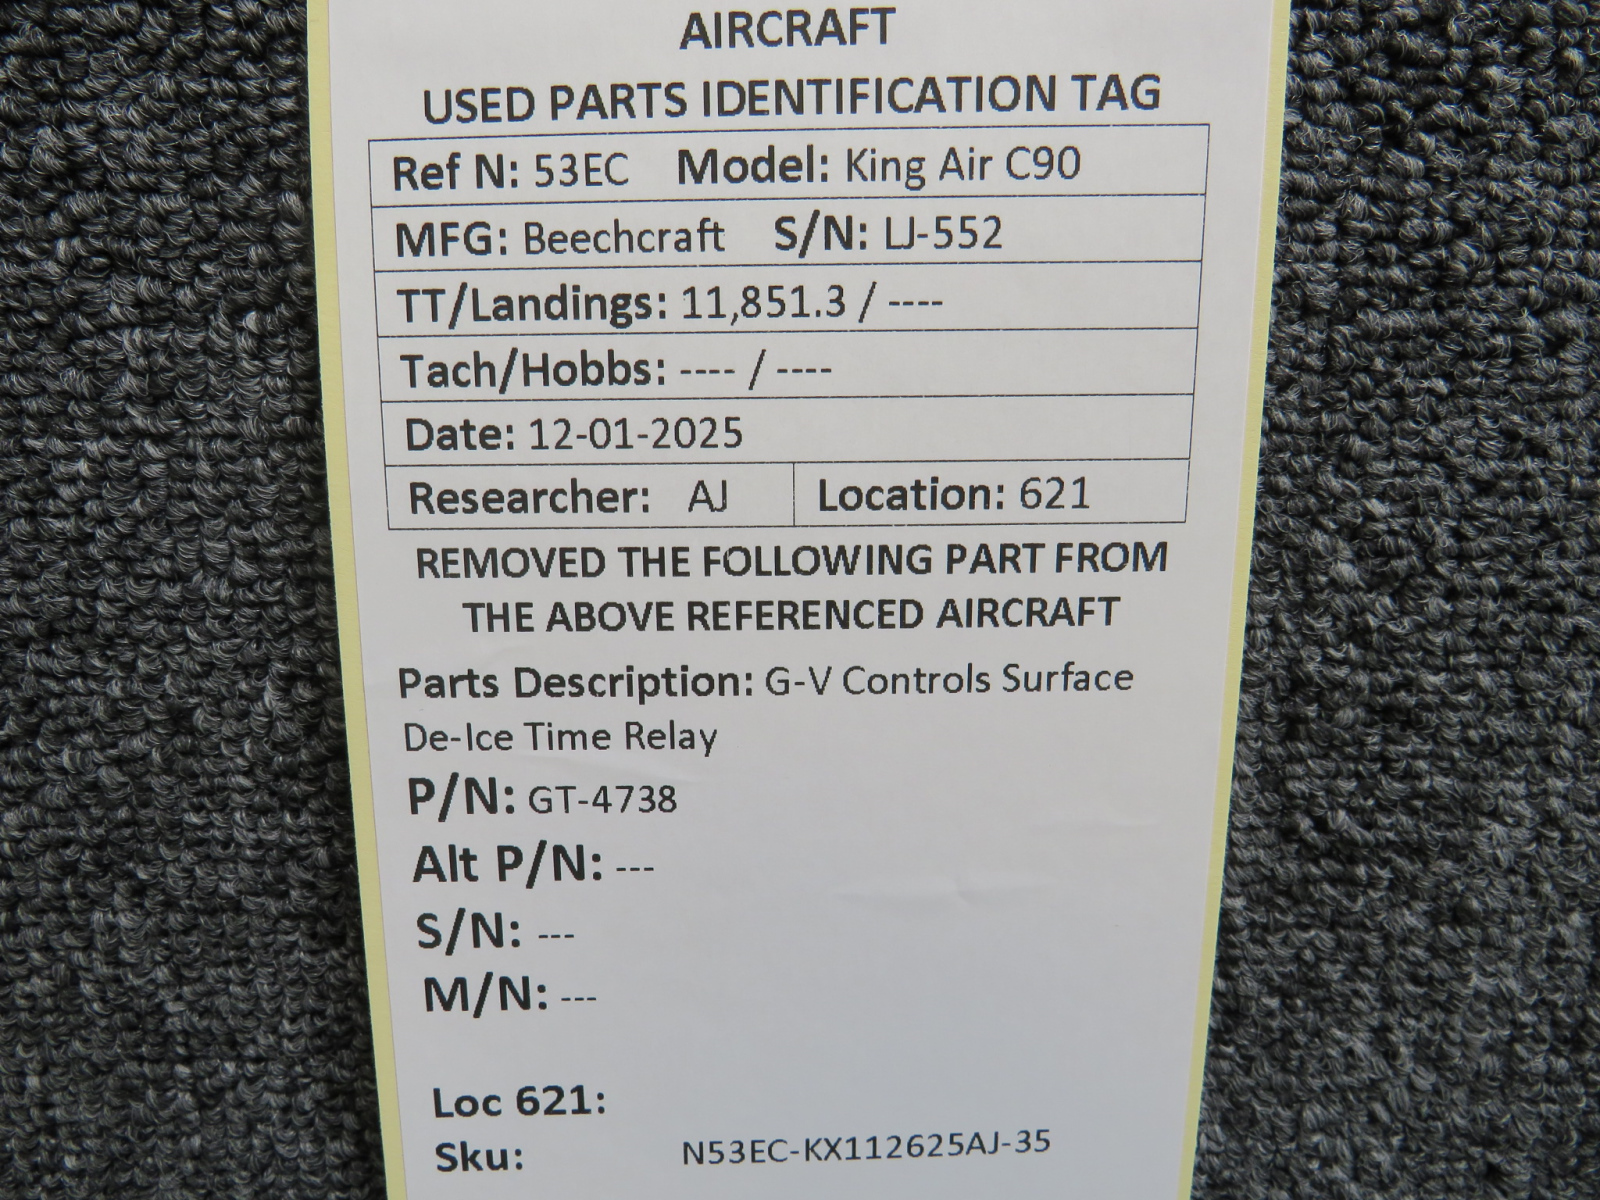 AIRCRAFT
USED PARTS IDENTIFICATION TAG
Ref N: 53EC Model: King Air C90
MFG: Beechcraft S/N: LJ-552
TT/Landings: 11,851.3 / ----
Tach/Hobbs: ---- / ----
Date: 12-01-2025
Researcher: AJ Location: 621
REMOVED THE FOLLOWING PART FROM
THE ABOVE REFERENCED AIRCRAFT
Parts Description: G-V Controls Surface
De-Ice Time Relay
P/N: GT-4738
Alt P/N: ---
S/N: ---
M/N: ---
Loc 621:
Sku: N53EC-KX112625AJ-35